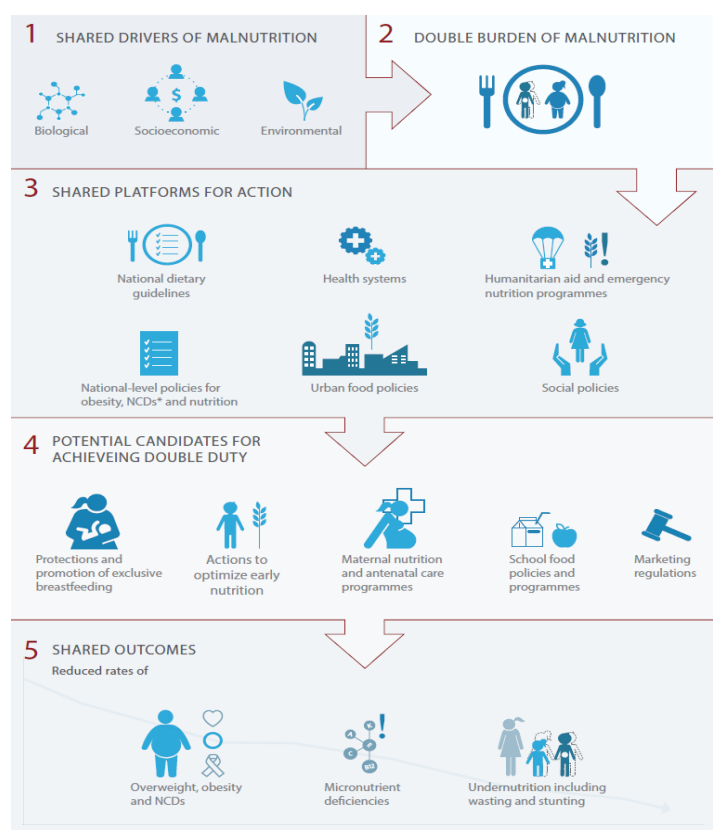 1 SHARED DRIVERS OF MALNUTRITION
Biological
Socioeconomic
$
Environmental
2 DOUBLE BURDEN OF MALNUTRITION
3 SHARED PLATFORMS FOR ACTION
National dietary
guidelines
Health systems
Humanitarian aid and emergency
nutrition programmes
National-level policies for
obesity, NCDs* and nutrition
Urban food policies
Social policies
4 POTENTIAL CANDIDATES FOR
ACHIEVEING DOUBLE DUTY
Protections and
promotion of exclusive
breastfeeding
Actions to
optimize early
nutrition
Maternal nutrition
and antenatal care
programmes
School food
policies and
programmes
Marketing
regulations
5 SHARED OUTCOMES
Reduced rates of
Overweight, obesity
and NCDs
A
C
B12
!
Micronutrient
deficiencies
Undernutrition including
wasting and stunting